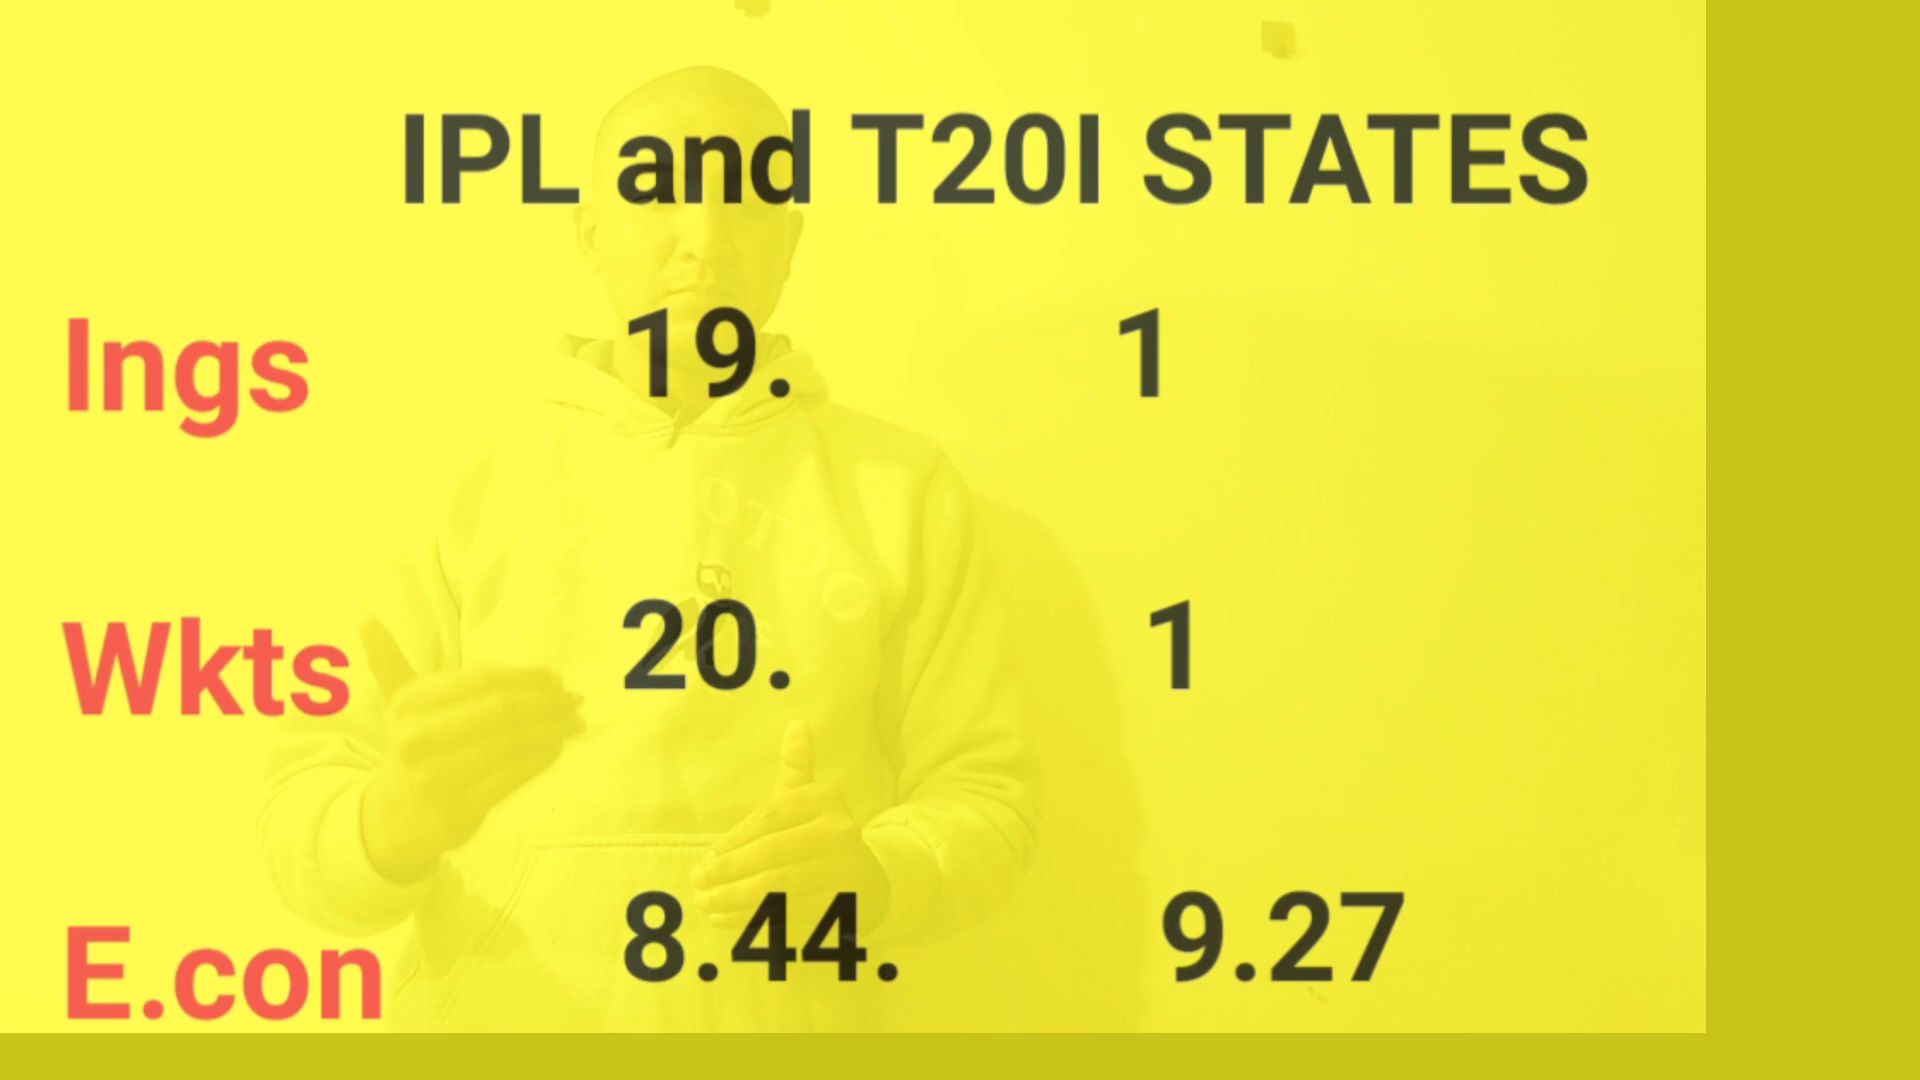 IPL and T20I STATES
Ings 19. 1
Wkts 20. 1
E.con 8.44. 9.27